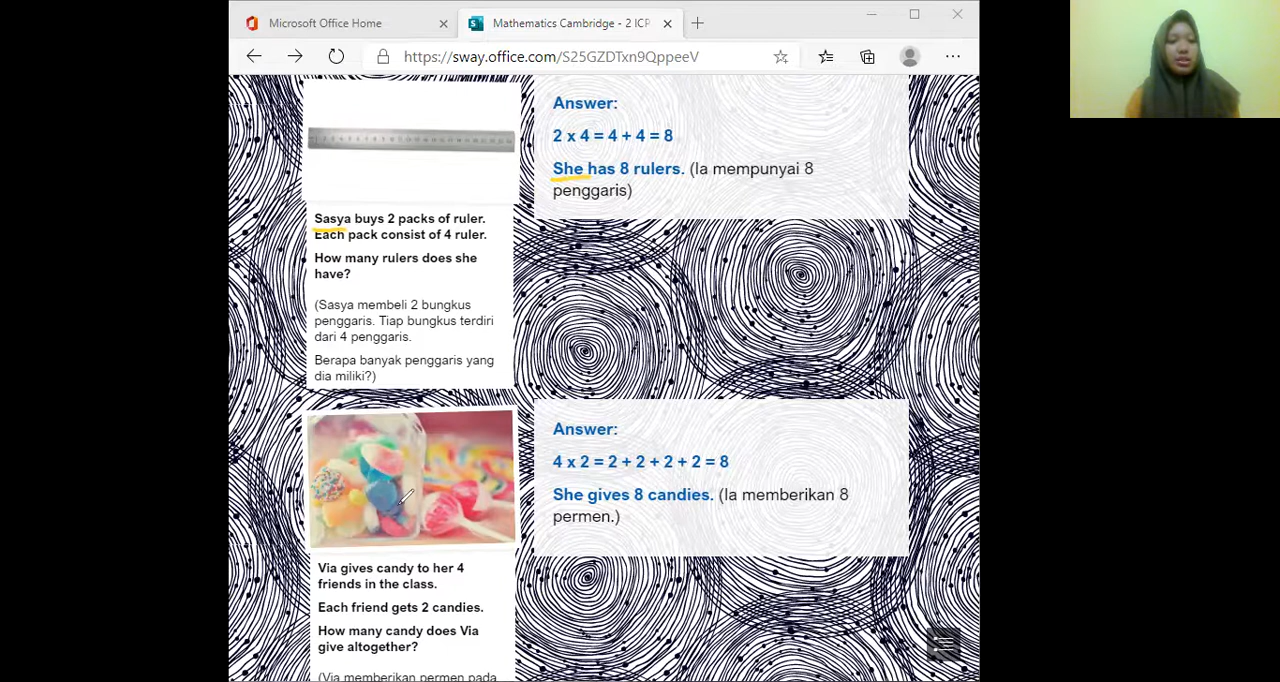 Microsoft Office Home
Mathematics Cambridge - 2 ICP
https://sway.office.com/S25GZDTxn9QppeeV
Answer:
2 x 4 = 4 + 4 = 8
She has 8 rulers. (Ia mempunyai 8
penggaris)
Sasya buys 2 packs of ruler.
Each pack consist of 4 ruler.
How many rulers does she
have?
(Sasya membeli 2 bungkus
penggaris. Tiap bungkus terdiri
dari 4 penggaris.
Berapa banyak penggaris yang
dia miliki?)
Answer:
4 x 2 = 2 + 2 + 2 + 2 = 8
She gives 8 candies. (Ia memberikan 8
permen.)
Via gives candy to her 4
friends in the class.
Each friend gets 2 candies.
How many candy does Via
give altogether?
(Via memberikan permen pada